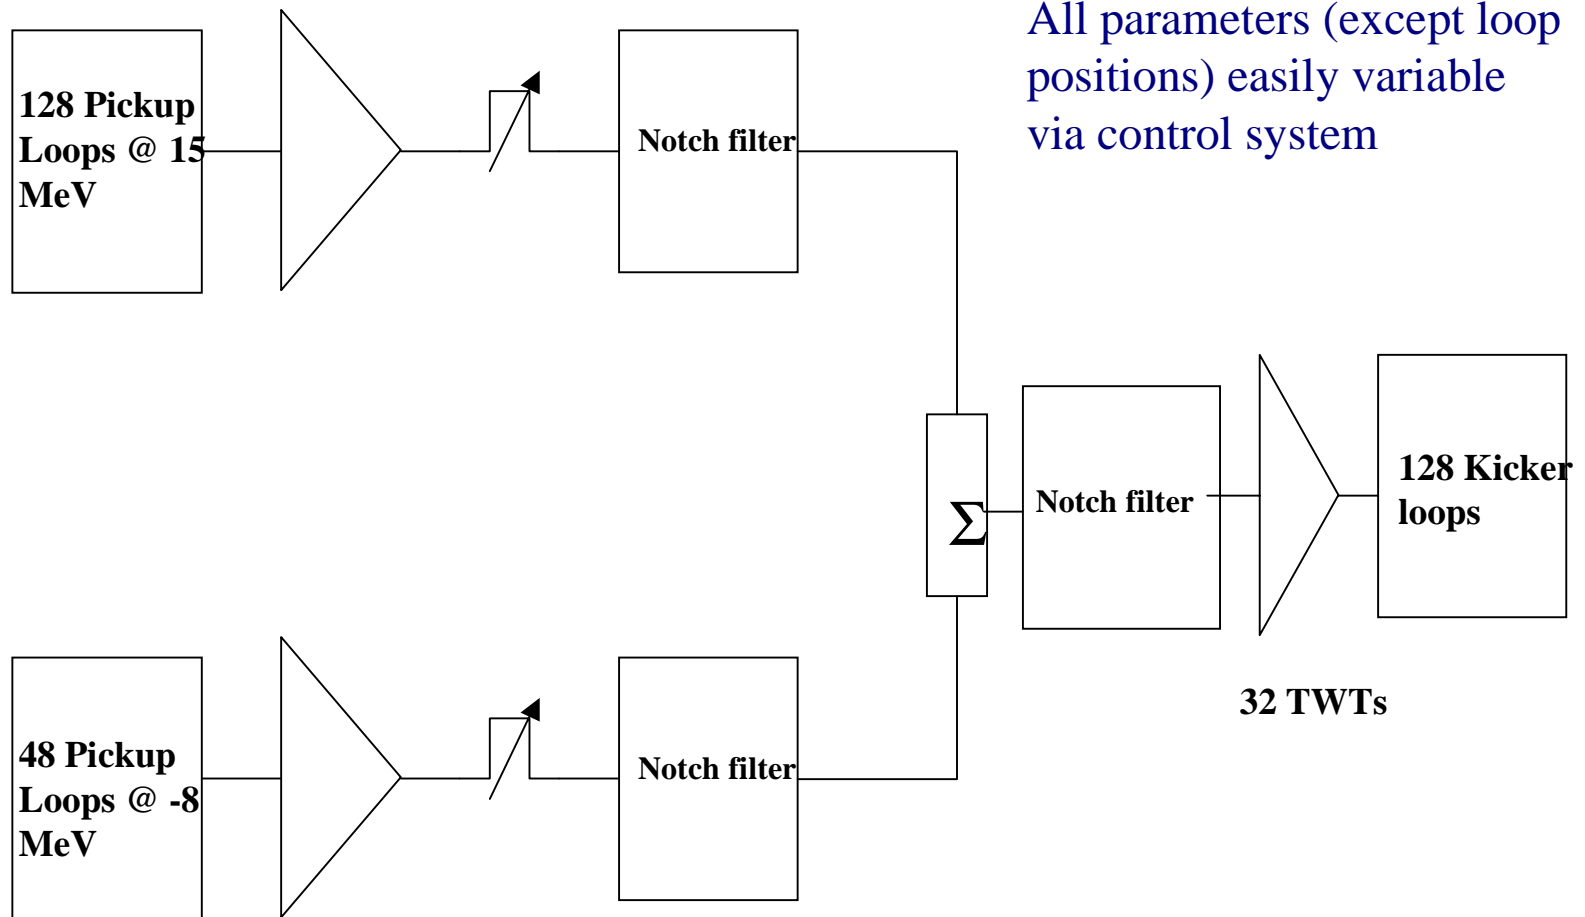 All parameters (except loop
positions) easily variable
via control system
128 Pickup
Loops @ 15
MeV
Notch filter
Σ
Notch filter
128 Kicker
loops
32 TWTs
48 Pickup
Loops @ -8
MeV
Notch filter